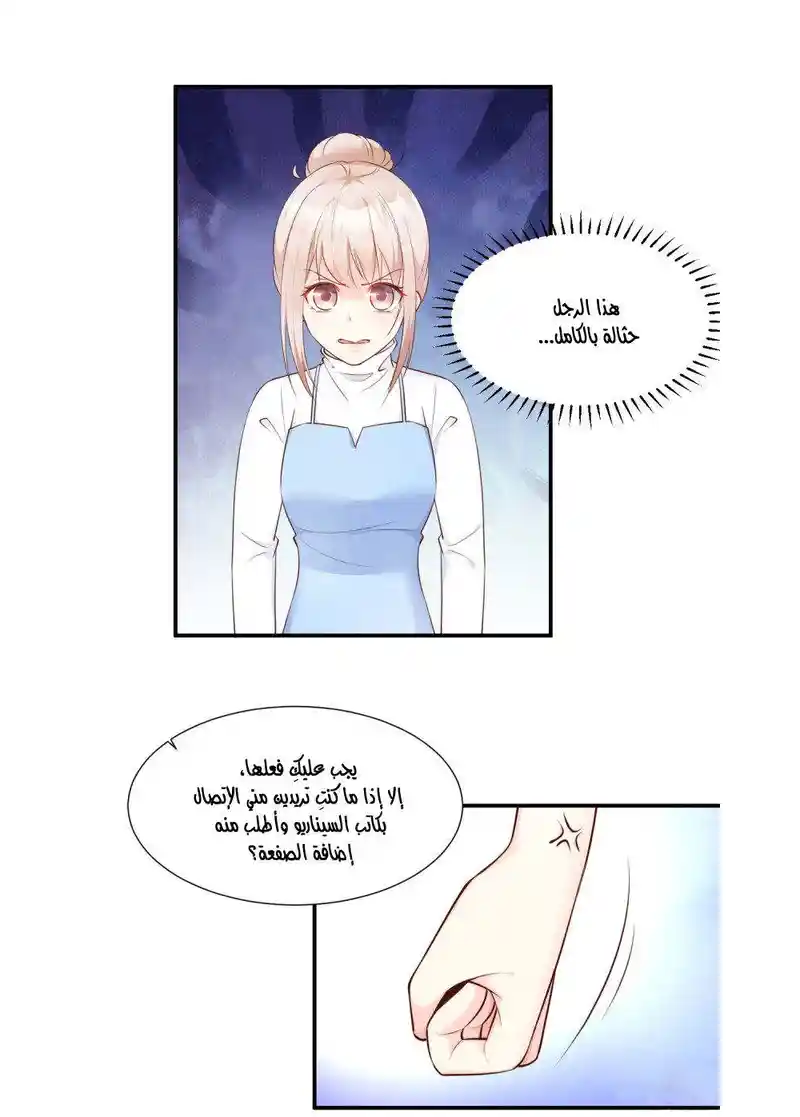 هذا الرجل
حثالة بالكامل...
يجب عليكِ فعلها،
إلا إذا ما كنتِ تريدين مني الإتصال
بكاتب السيناريو وأطلب منه
إضافة الصفعة؟